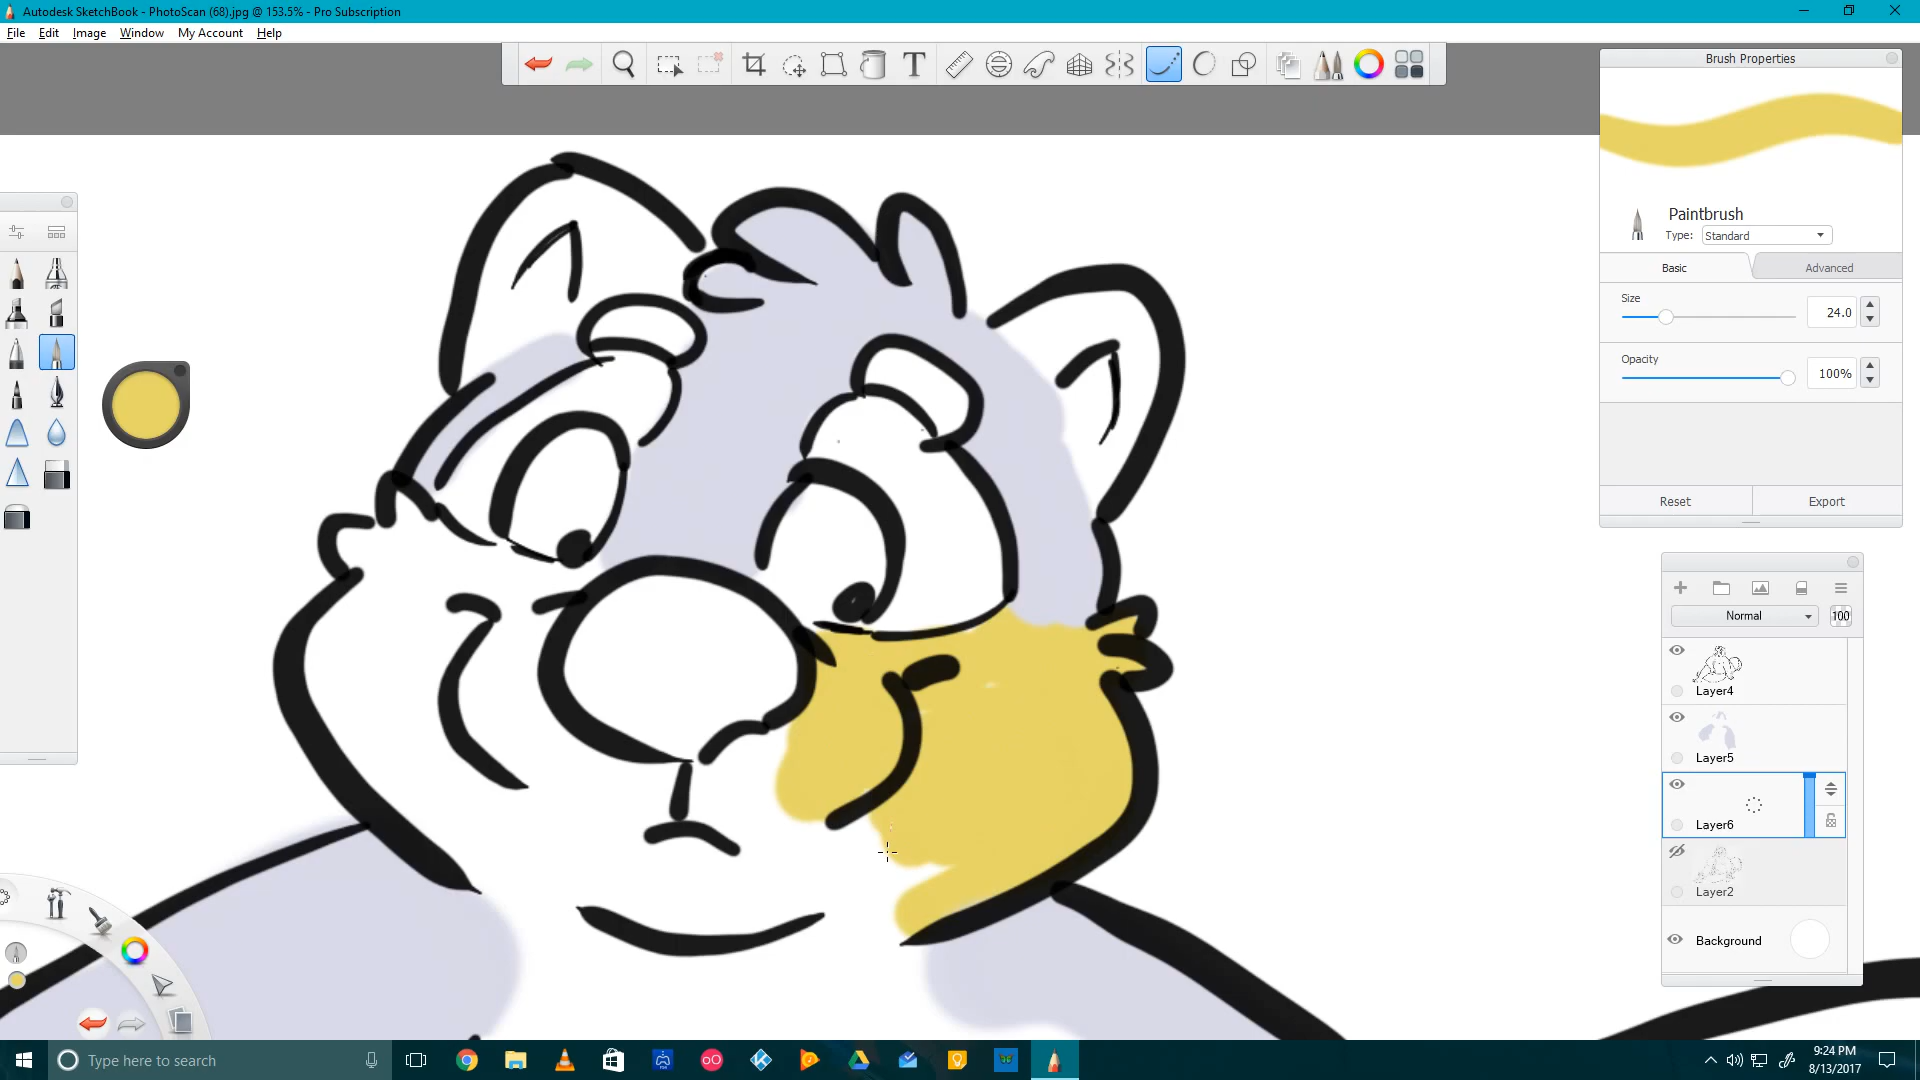 Autodesk SketchBook - PhotoScan (68).jpg @ 153.5% - Pro Subscription
File Edit Image Window My Account Help
T
Brush Properties
Paintbrush
Type: Standard
Basic Advanced
Size
24.0
Opacity
100%
Reset Export
Normal 100
Layer4
Layer5
Layer6
Layer2
Background
Type here to search
9:24 PM
8/13/2017